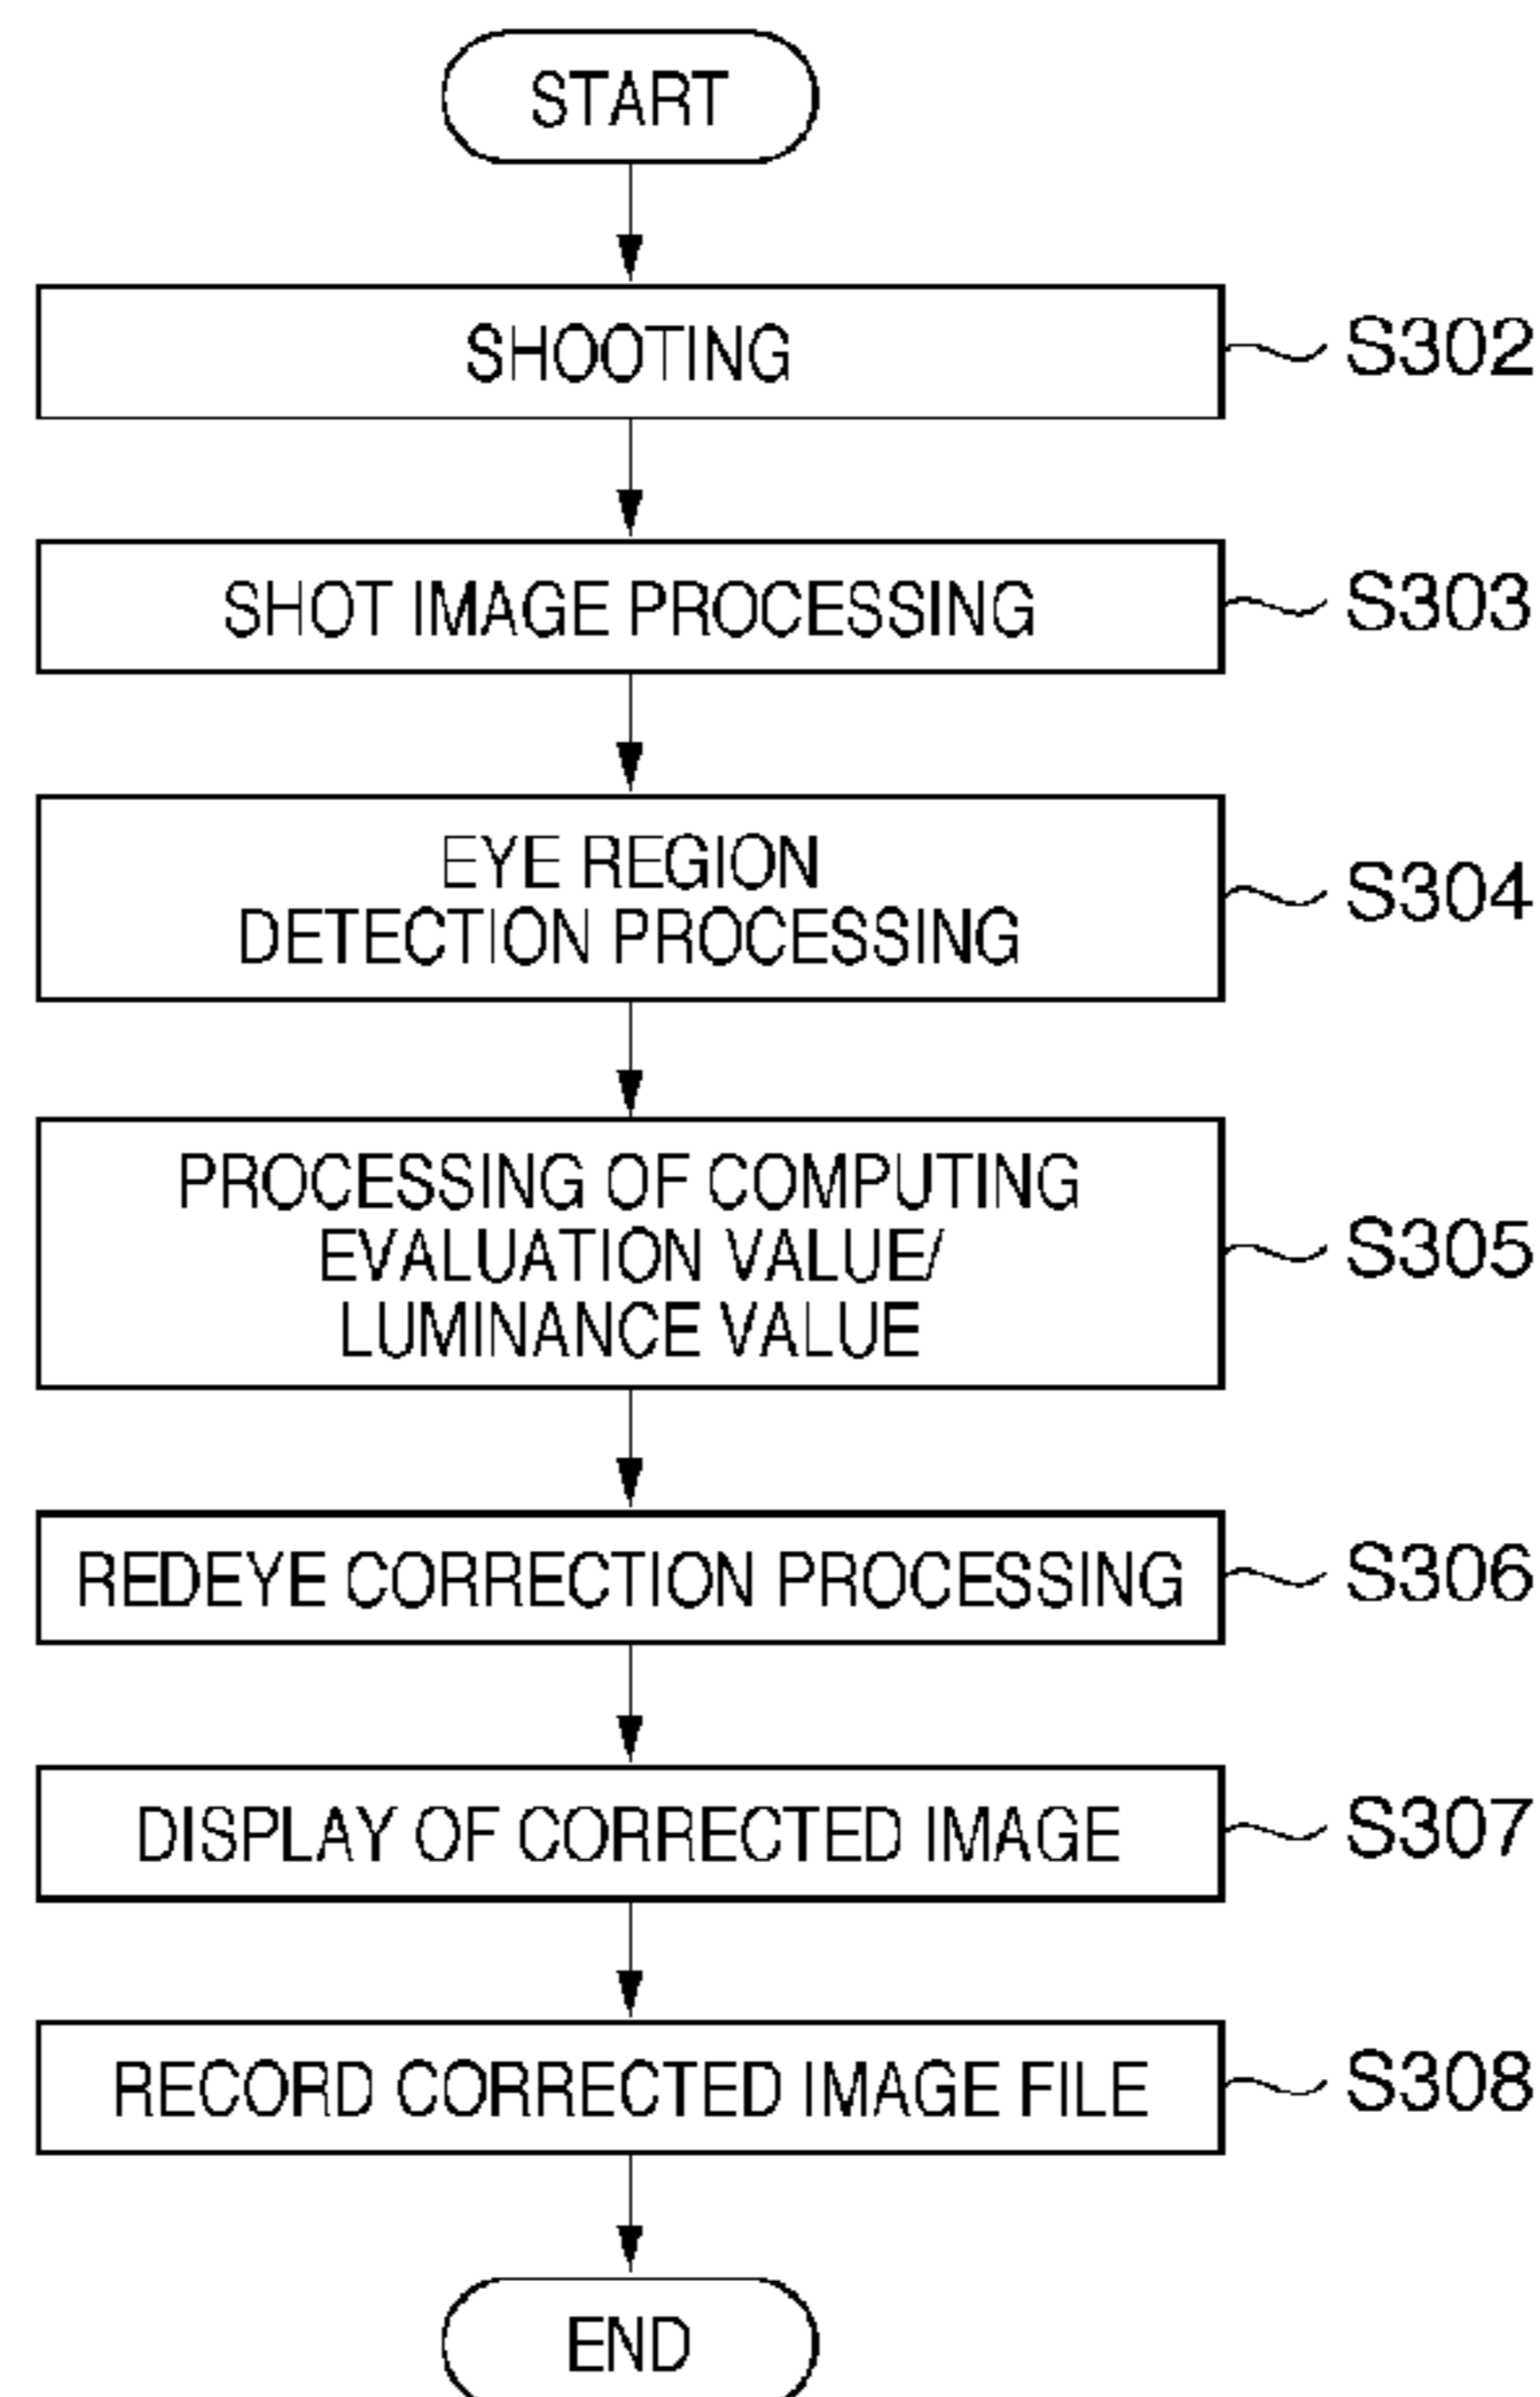 START
SHOOTING
S302
SHOT IMAGE PROCESSING
S303
EYE REGION
DETECTION PROCESSING
S304
PROCESSING OF COMPUTING
EVALUATION VALUE/
LUMINANCE VALUE
S305
REDEYE CORRECTION PROCESSING
S306
DISPLAY OF CORRECTED IMAGE
S307
RECORD CORRECTED IMAGE FILE
S308
END